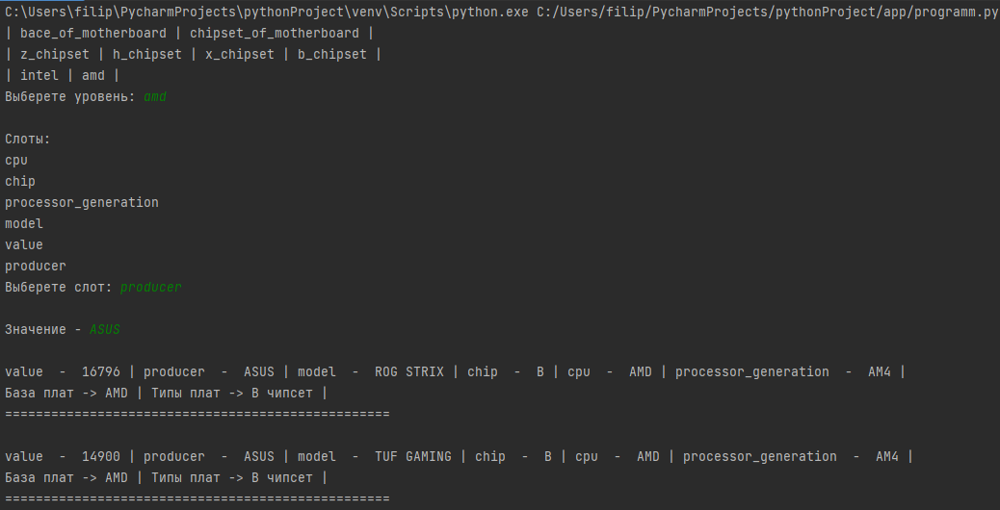 C:\Users\filip\PycharmProjects\pythonProject\venv\Scripts\python.exe C:/Users/filip/PycharmProjects/pythonProject/app/programm.py
| bace_of_motherboard | chipset_of_motherboard |
| z_chipset | h_chipset | x_chipset | b_chipset |
| intel | amd |
Выберете уровень: amd
Слоты:
cpu
chip
processor_generation
model
value
producer
Выберете слот: producer
Значение - ASUS
value  -  16796 | producer  -  ASUS | model  -  ROG STRIX | chip  -  B | cpu  -  AMD | processor_generation  -  AM4 |
База плат -> AMD | Типы плат -> B чипсет |
==================================================
value  -  14900 | producer  -  ASUS | model  -  TUF GAMING | chip  -  B | cpu  -  AMD | processor_generation  -  AM4 |
База плат -> AMD | Типы плат -> B чипсет |
==================================================